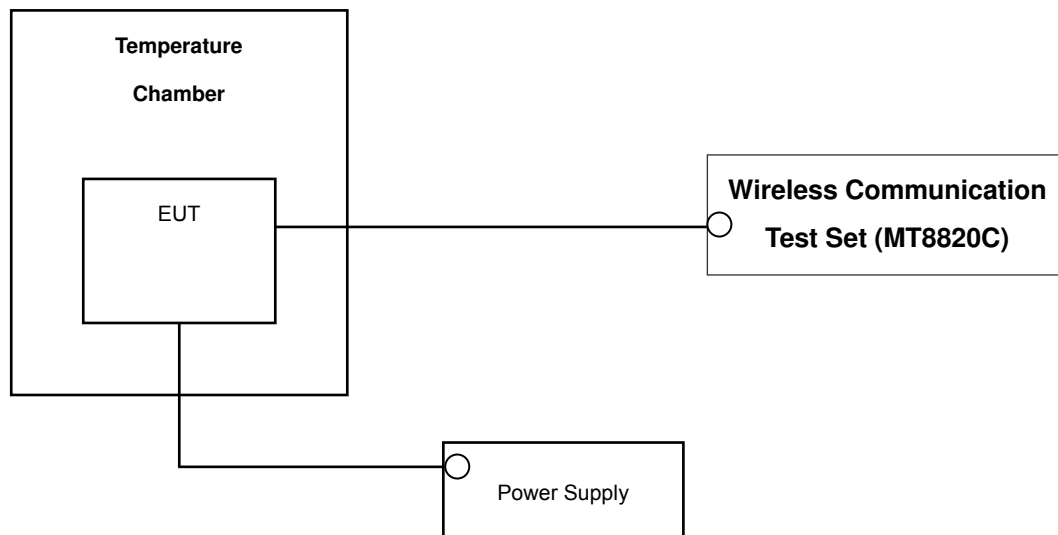 Temperature
Chamber
EUT
Wireless Communication
Test Set (MT8820C)
Power Supply